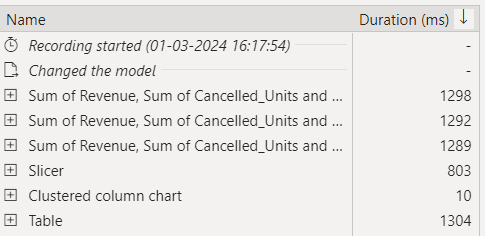 Name Duration (ms)
Recording started (01-03-2024 16:17:54) -
Changed the model -
Sum of Revenue, Sum of Cancelled_Units and ... 1298
Sum of Revenue, Sum of Cancelled_Units and ... 1292
Sum of Revenue, Sum of Cancelled_Units and ... 1289
Slicer 803
Clustered column chart 10
Table 1304